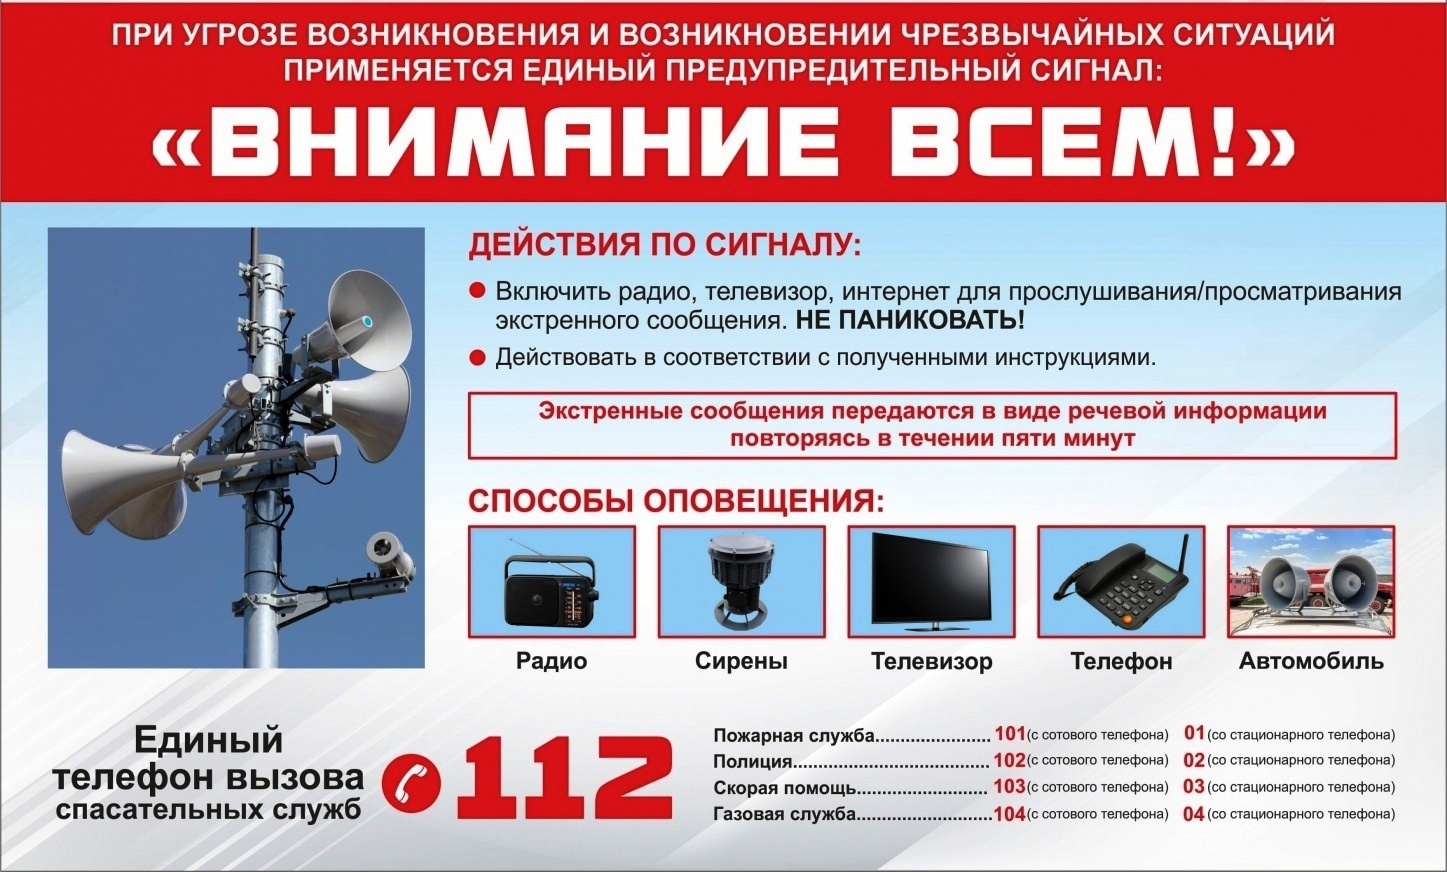 ПРИ УГРОЗЕ ВОЗНИКНОВЕНИЯ И ВОЗНИКНОВЕНИИ ЧРЕЗВЫЧАЙНЫХ СИТУАЦИЙ
ПРИМЕНЯЕТСЯ ЕДИНЫЙ ПРЕДУПРЕДИТЕЛЬНЫЙ СИГНАЛ:
«ВНИМАНИЕ ВСЕМ!»
ДЕЙСТВИЯ ПО СИГНАЛУ:
● Включить радио, телевизор, интернет для прослушивания/просматривания
экстренного сообщения. НЕ ПАНИКОВАТЬ!
● Действовать в соответствии с полученными инструкциями.
Экстренные сообщения передаются в виде речевой информации
повторяясь в течении пяти минут
СПОСОБЫ ОПОВЕЩЕНИЯ:
Радио Сирены Телевизор Телефон Автомобиль
Единый
телефон вызова
спасательных служб
112
Пожарная служба....................... 101 (с сотового телефона) 01 (со стационарного телефона)
Полиция....................................... 102 (с сотового телефона) 02 (со стационарного телефона)
Скорая помощь.......................... 103 (с сотового телефона) 03 (со стационарного телефона)
Газовая служба........................... 104 (с сотового телефона) 04 (со стационарного телефона)